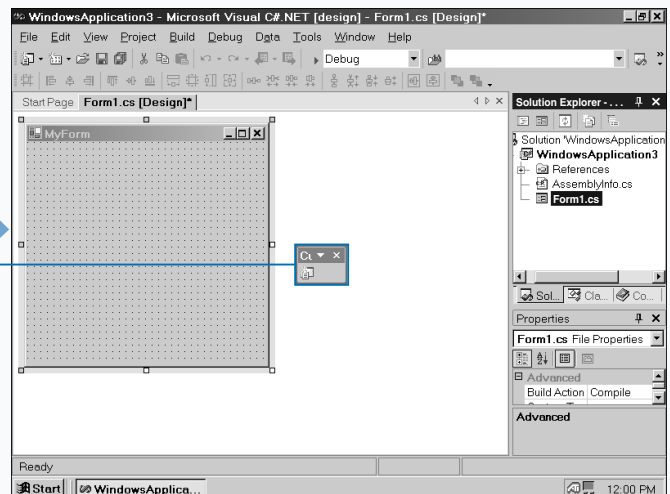 WindowsApplication3 - Microsoft Visual C#.NET [design] - Form1.cs [Design]*
File Edit View Project Build Debug Data Tools Window Help
Debug
Start Page Form1.cs [Design]*
MyForm
Cu
Solution Explorer - . . .
Solution 'WindowsApplication
WindowsApplication3
References
AssemblyInfo.cs
Form1.cs
Sol... Cla... Co...
Properties
Form1.cs File Properties
Advanced
Build Action Compile
Advanced
Ready
Start WindowsApplica...
12:00 PM